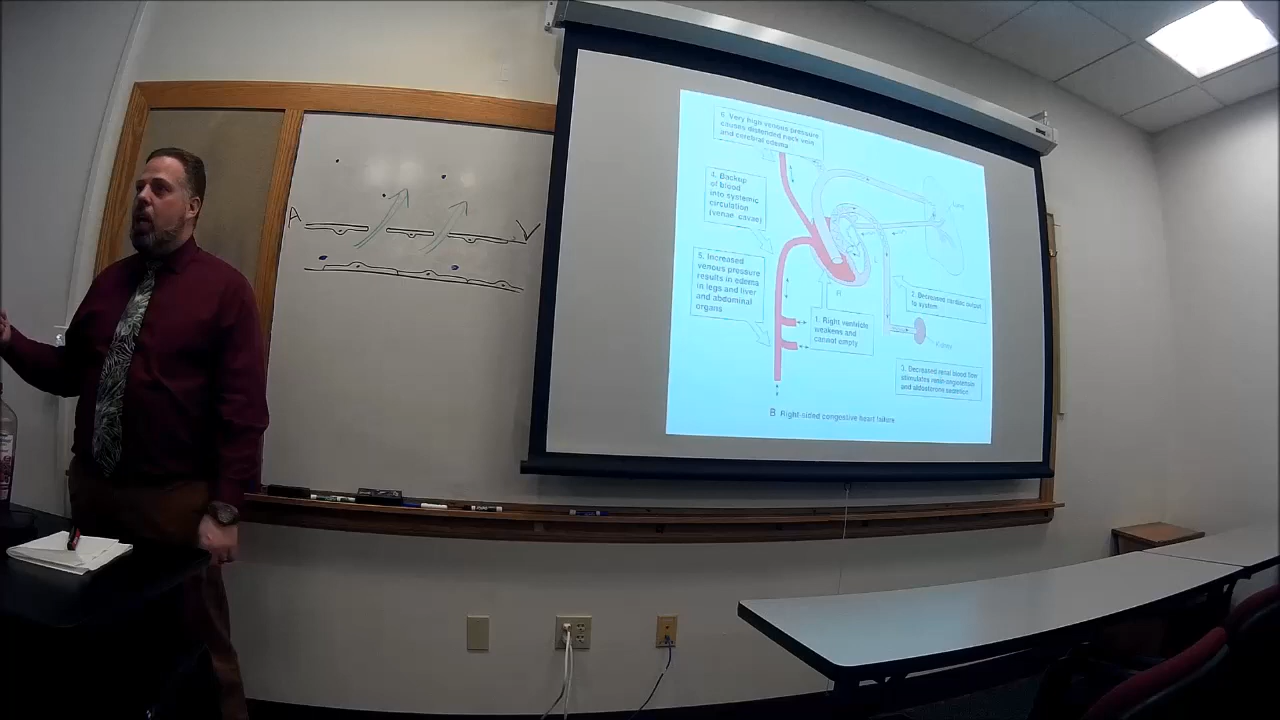 A
V
6. Very high venous pressure
causes distended neck vein
and cerebral edema
4. Backup
of blood
into systemic
circulation
(venae cavae)
5. Increased
venous pressure
results in edema
in legs and liver
and abdominal
organs
1. Right ventricle
weakens and
cannot empty
2. Decreased cardiac output
to system
Kidney
3. Decreased renal blood flow
stimulates renin-angiotensin
and aldosterone secretion
B Right-sided congestive heart failure